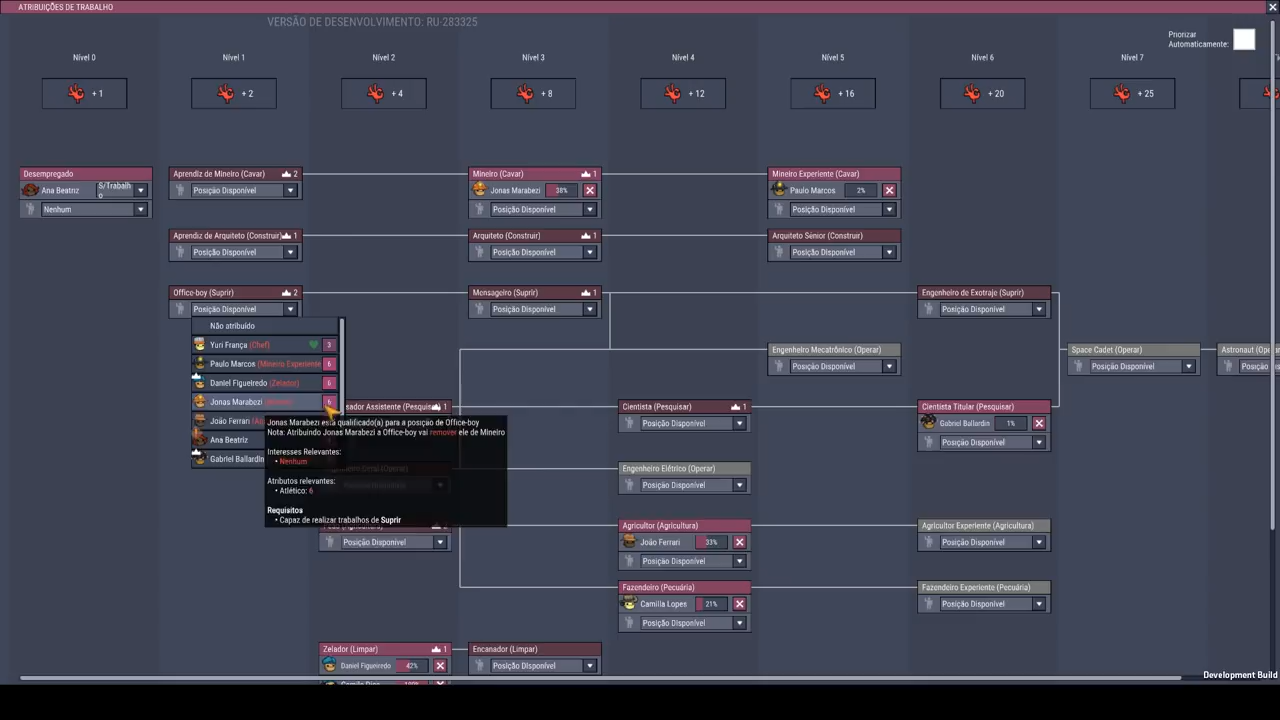 ATRIBUIÇÕES DE TRABALHO
VERSÃO DE DESENVOLVIMENTO: RU-283325
Priorizar
Automaticamente:
Nível 0
Nível 1
Nível 2
Nível 3
Nível 4
Nível 5
Nível 6
Nível 7
+ 1
+ 2
+ 4
+ 8
+ 12
+ 16
+ 20
+ 25
Desempregado
Ana Beatriz
S/Trabalh
o
Nenhum
Aprendiz de Mineiro (Cavar) 2
Posição Disponível
Mineiro (Cavar) 1
Jonas Marabezi 38%
Posição Disponível
Mineiro Experiente (Cavar)
Paulo Marcos 2%
Posição Disponível
Aprendiz de Arquiteto (Construir) 1
Posição Disponível
Arquiteto (Construir) 1
Posição Disponível
Arquiteto Sênior (Construir)
Posição Disponível
Office-boy (Suprir) 2
Posição Disponível
Mensageiro (Suprir) 1
Posição Disponível
Engenheiro de Exotraje (Suprir)
Posição Disponível
Não atribuído
Yuri França (Chef) 3
Paulo Marcos (Mineiro Experiente 6
Daniel Figueiredo (Zelador) 6
Jonas Marabezi
João Ferrari
Ana Beatriz
Gabriel Ballardin
Engenheiro Mecatrônico (Operar)
Posição Disponível
Space Cadet (Operar)
Posição Disponível
Astronaut (Oper
Posição
sador Assistente (Pesquisar) 1
Cientista (Pesquisar) 1
Posição Disponível
Cientista Titular (Pesquisar)
Gabriel Ballardin 1%
Posição Disponível
Jonas Marabezi está qualificado(a) para a posição de Office-boy
Nota: Atribuindo Jonas Marabezi a Office-boy vai remover ele de Mineiro
Interesses Relevantes:
• Nenhum
Atributos relevantes:
• Atlético: 6
Requisitos
• Capaz de realizar trabalhos de Suprir
Engenheiro Elétrico (Operar)
Posição Disponível
Posição Disponível
Agricultor (Agricultura)
João Ferrari 33%
Posição Disponível
Agricultor Experiente (Agricultura)
Posição Disponível
Fazendeiro (Pecuária)
Camilla Lopes 21%
Posição Disponível
Fazendeiro Experiente (Pecuária)
Posição Disponível
Zelador (Limpar) 1
Daniel Figueiredo 42%
Encanador (Limpar)
Posição Disponível
Development Build